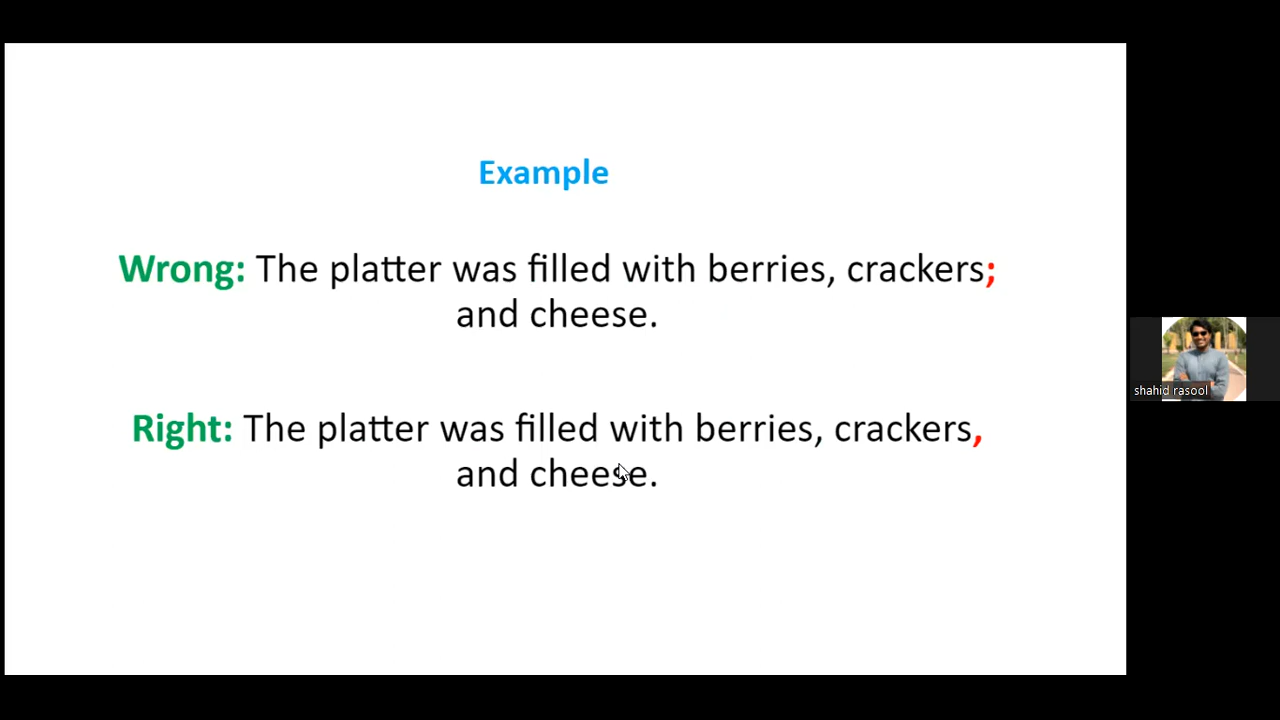 Example
Wrong: The platter was filled with berries, crackers;
and cheese.
Right: The platter was filled with berries, crackers,
and cheese.
shahid rasool